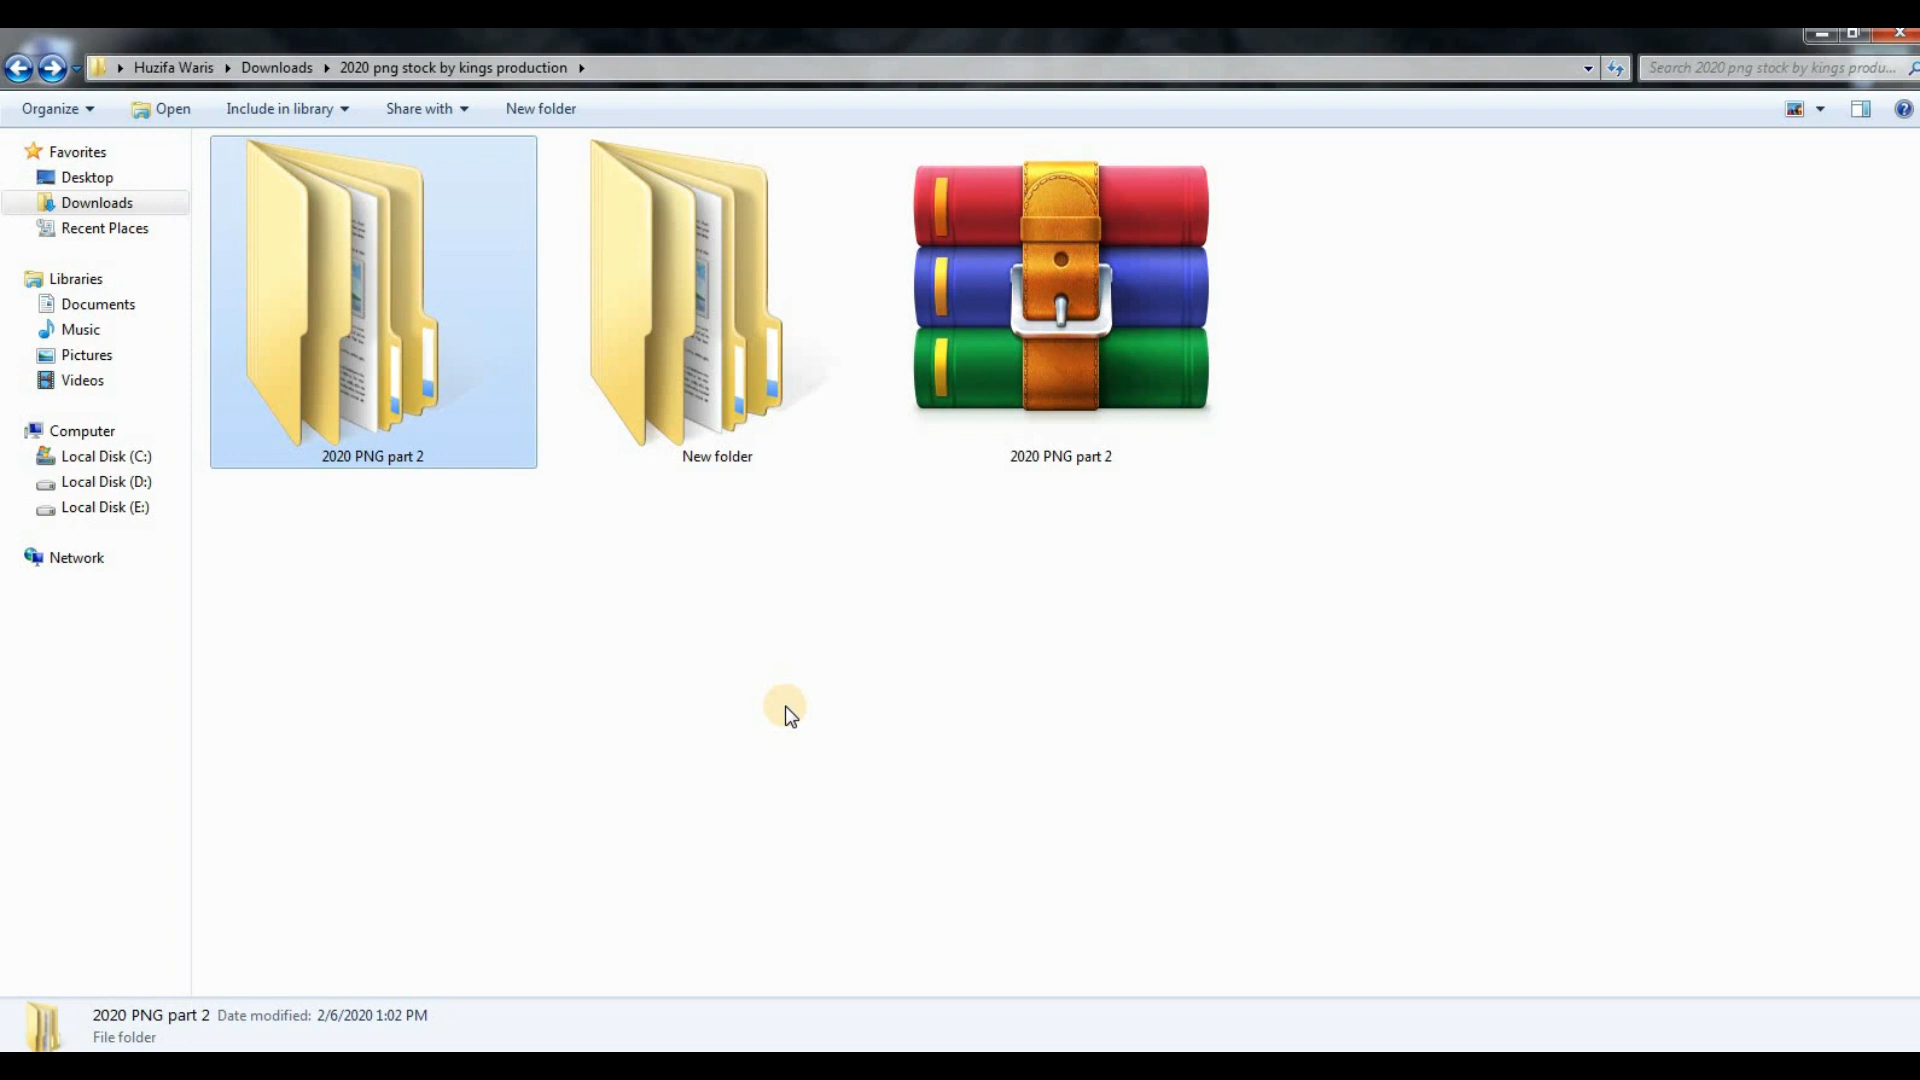 Huzifa Waris Downloads 2020 png stock by kings production
Search 2020 png stock by kings produ...
Organize Open Include in library Share with New folder
Favorites
Desktop
Downloads
Recent Places
Libraries
Documents
Music
Pictures
Videos
Computer
Local Disk (C:)
Local Disk (D:)
Local Disk (E:)
Network
2020 PNG part 2
New folder
2020 PNG part 2
2020 PNG part 2 Date modified: 2/6/2020 1:02 PM
File folder